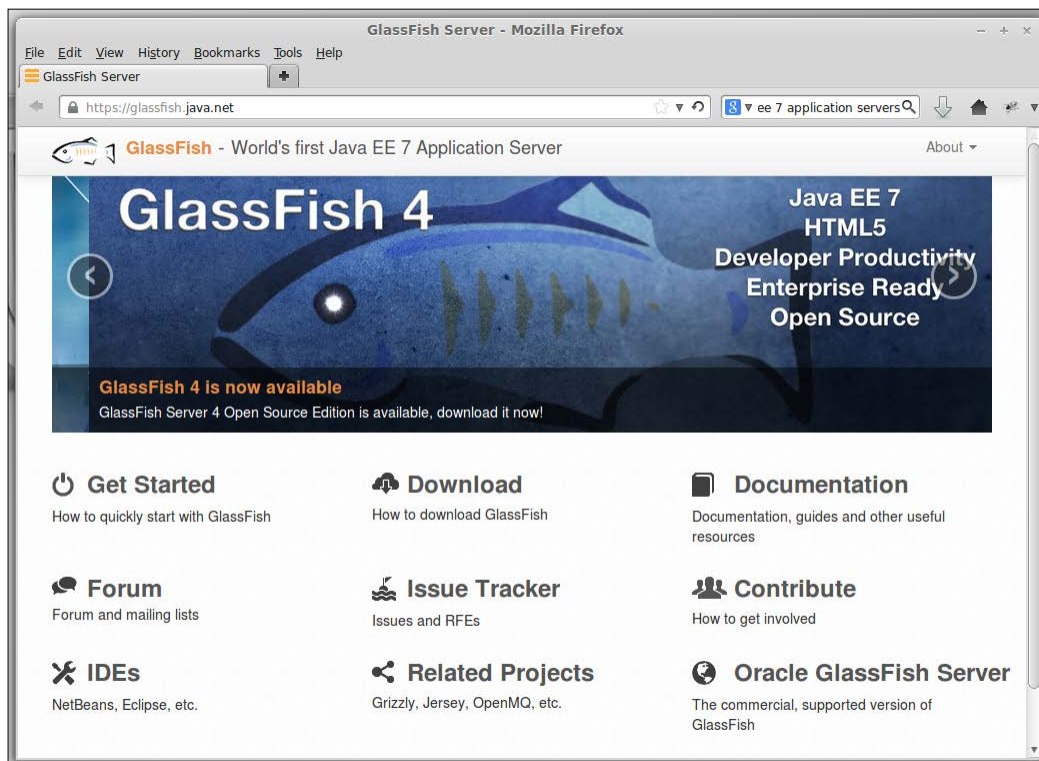 GlassFish Server - Mozilla Firefox
File Edit View History Bookmarks Tools Help
GlassFish Server
https://glassfish.java.net
8 ee 7 application servers
GlassFish - World's first Java EE 7 Application Server
About
GlassFish 4
Java EE 7
HTML5
Developer Productivity
Enterprise Ready
Open Source
GlassFish 4 is now available
GlassFish Server 4 Open Source Edition is available, download it now!
Get Started
How to quickly start with GlassFish
Download
How to download GlassFish
Documentation
Documentation, guides and other useful
resources
Forum
Forum and mailing lists
Issue Tracker
Issues and RFEs
Contribute
How to get involved
IDEs
NetBeans, Eclipse, etc.
Related Projects
Grizzly, Jersey, OpenMQ, etc.
Oracle GlassFish Server
The commercial, supported version of
GlassFish